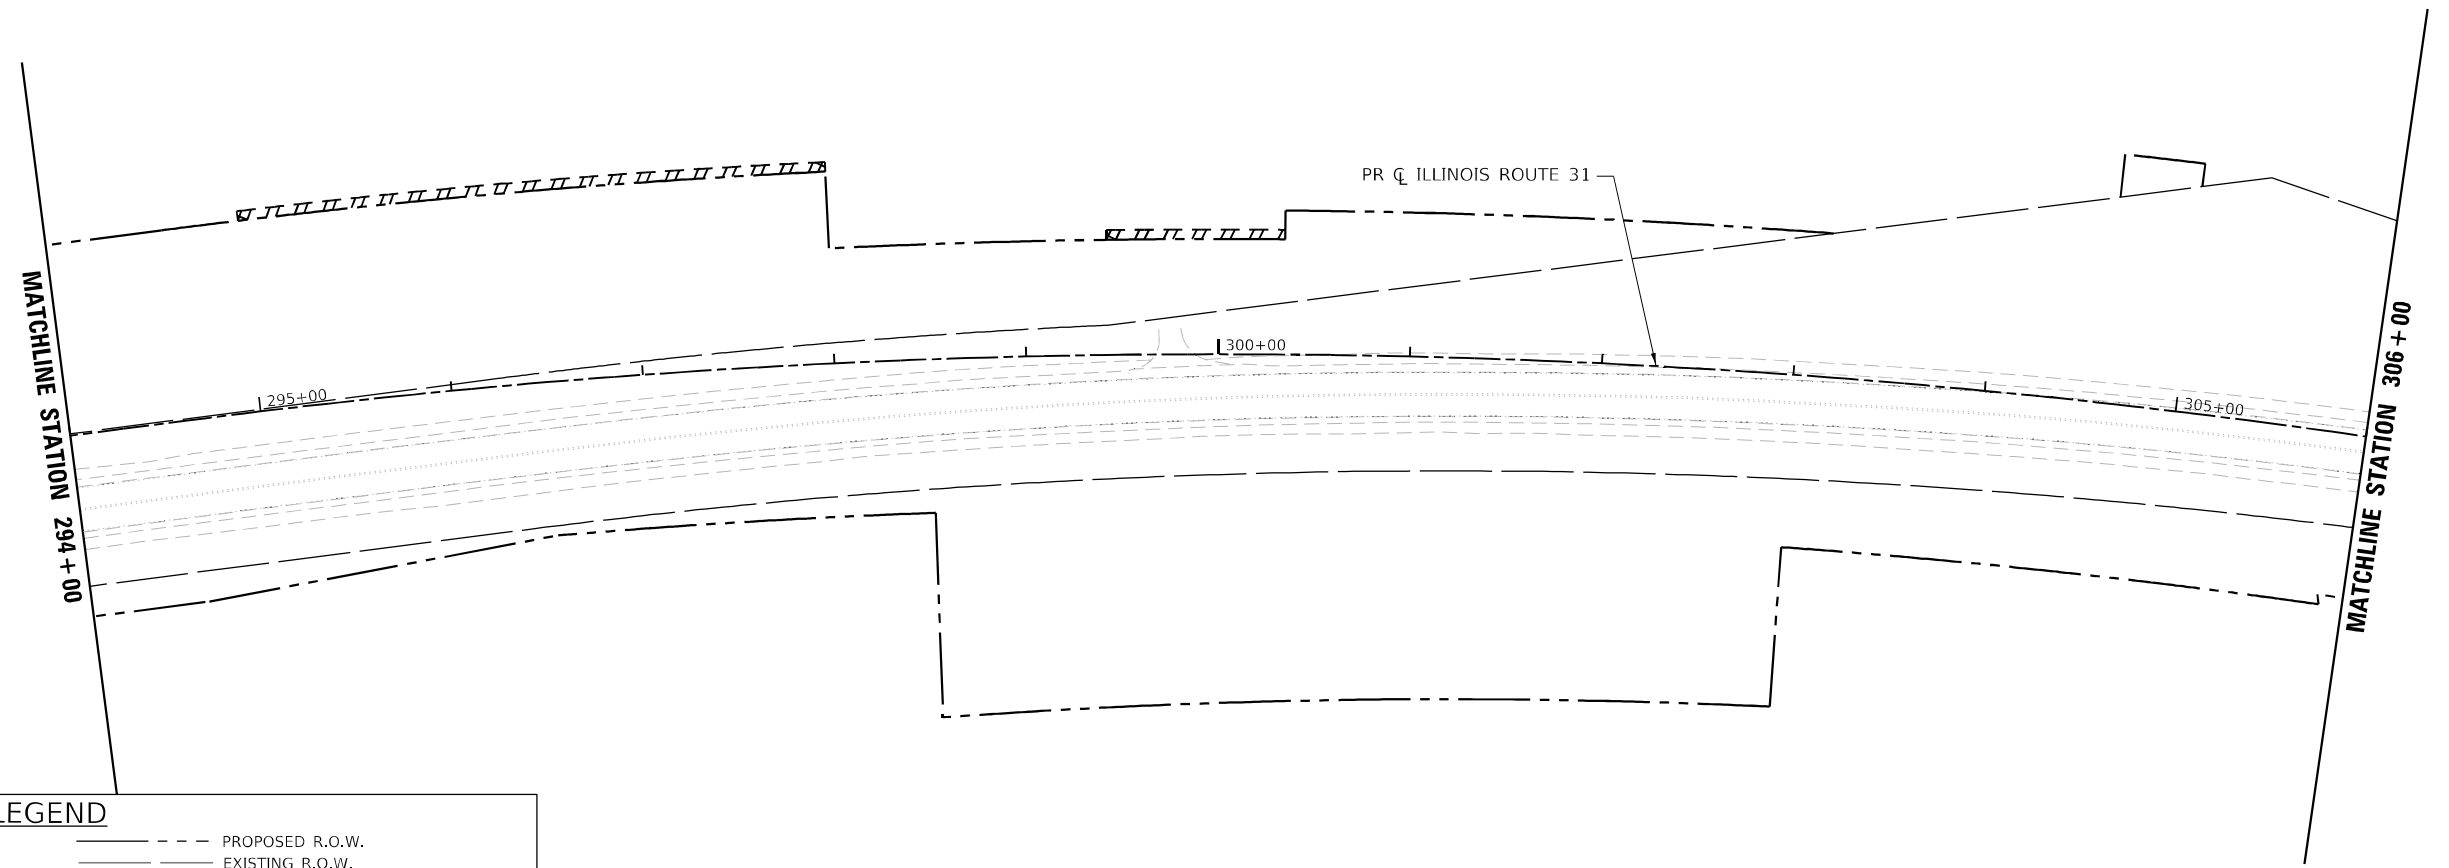 PR ℄ ILLINOIS ROUTE 31
MATCHLINE STATION 294+00
MATCHLINE STATION 306+00
295+00
300+00
305+00
LEGEND
PROPOSED R.O.W.
EXISTING R.O.W.